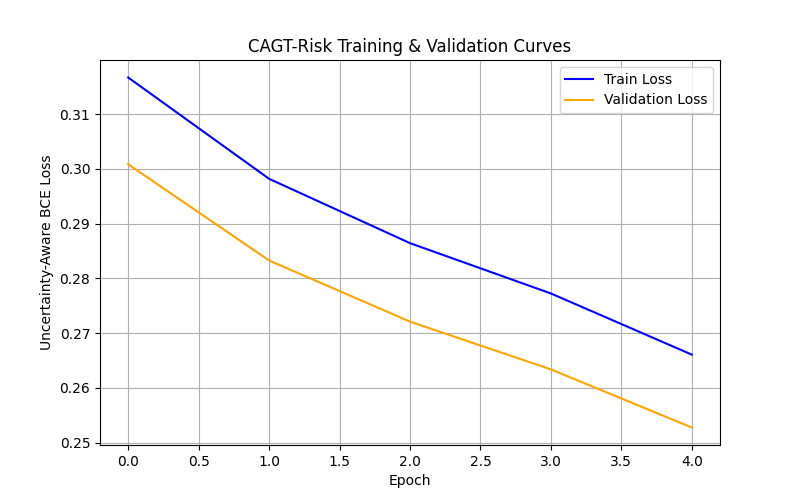 CAGT-Risk Training & Validation Curves
Train Loss
Validation Loss
Uncertainty-Aware BCE Loss
0.31
0.30
0.29
0.28
0.27
0.26
0.25
0.0 0.5 1.0 1.5 2.0 2.5 3.0 3.5 4.0
Epoch